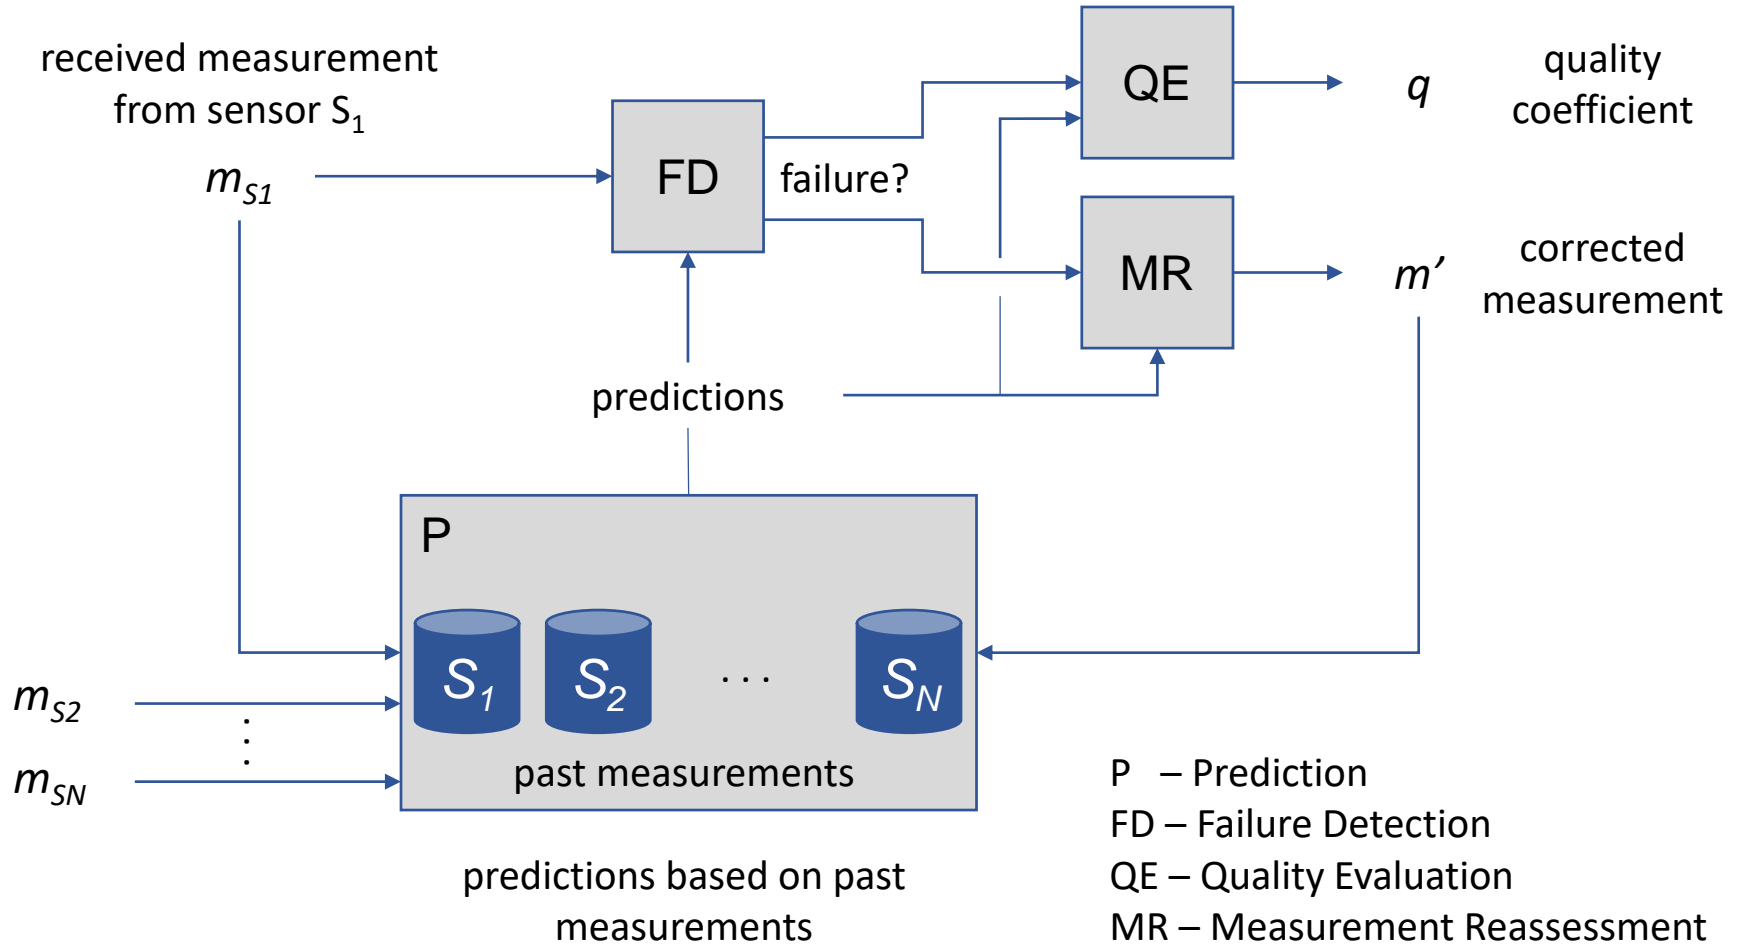 received measurement
from sensor S1
mS1
FD
failure?
QE
q
quality
coefficient
MR
m’
corrected
measurement
predictions
P
S1
S2
. . .
SN
past measurements
mS2
⋮
mSN
predictions based on past
measurements
P – Prediction
FD – Failure Detection
QE – Quality Evaluation
MR – Measurement Reassessment